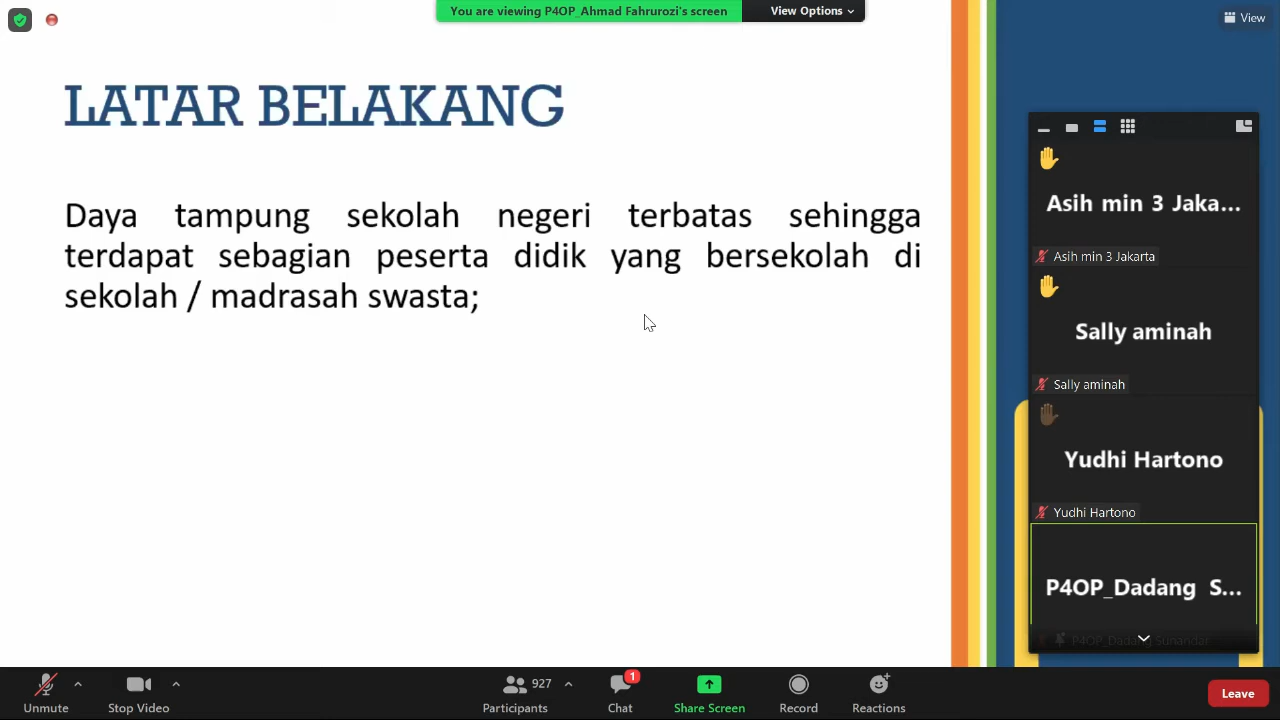 You are viewing P4OP_Ahmad Fahrurozi's screen
View Options
View
LATAR BELAKANG
Daya tampung sekolah negeri terbatas sehingga
terdapat sebagian peserta didik yang bersekolah di
sekolah / madrasah swasta;
Asih min 3 Jaka...
Asih min 3 Jakarta
Sally aminah
Sally aminah
Yudhi Hartono
Yudhi Hartono
P4OP_Dadang S...
P4OP_Dadang Sunandar
Unmute
Stop Video
927
Participants
1
Chat
Share Screen
Record
Reactions
Leave